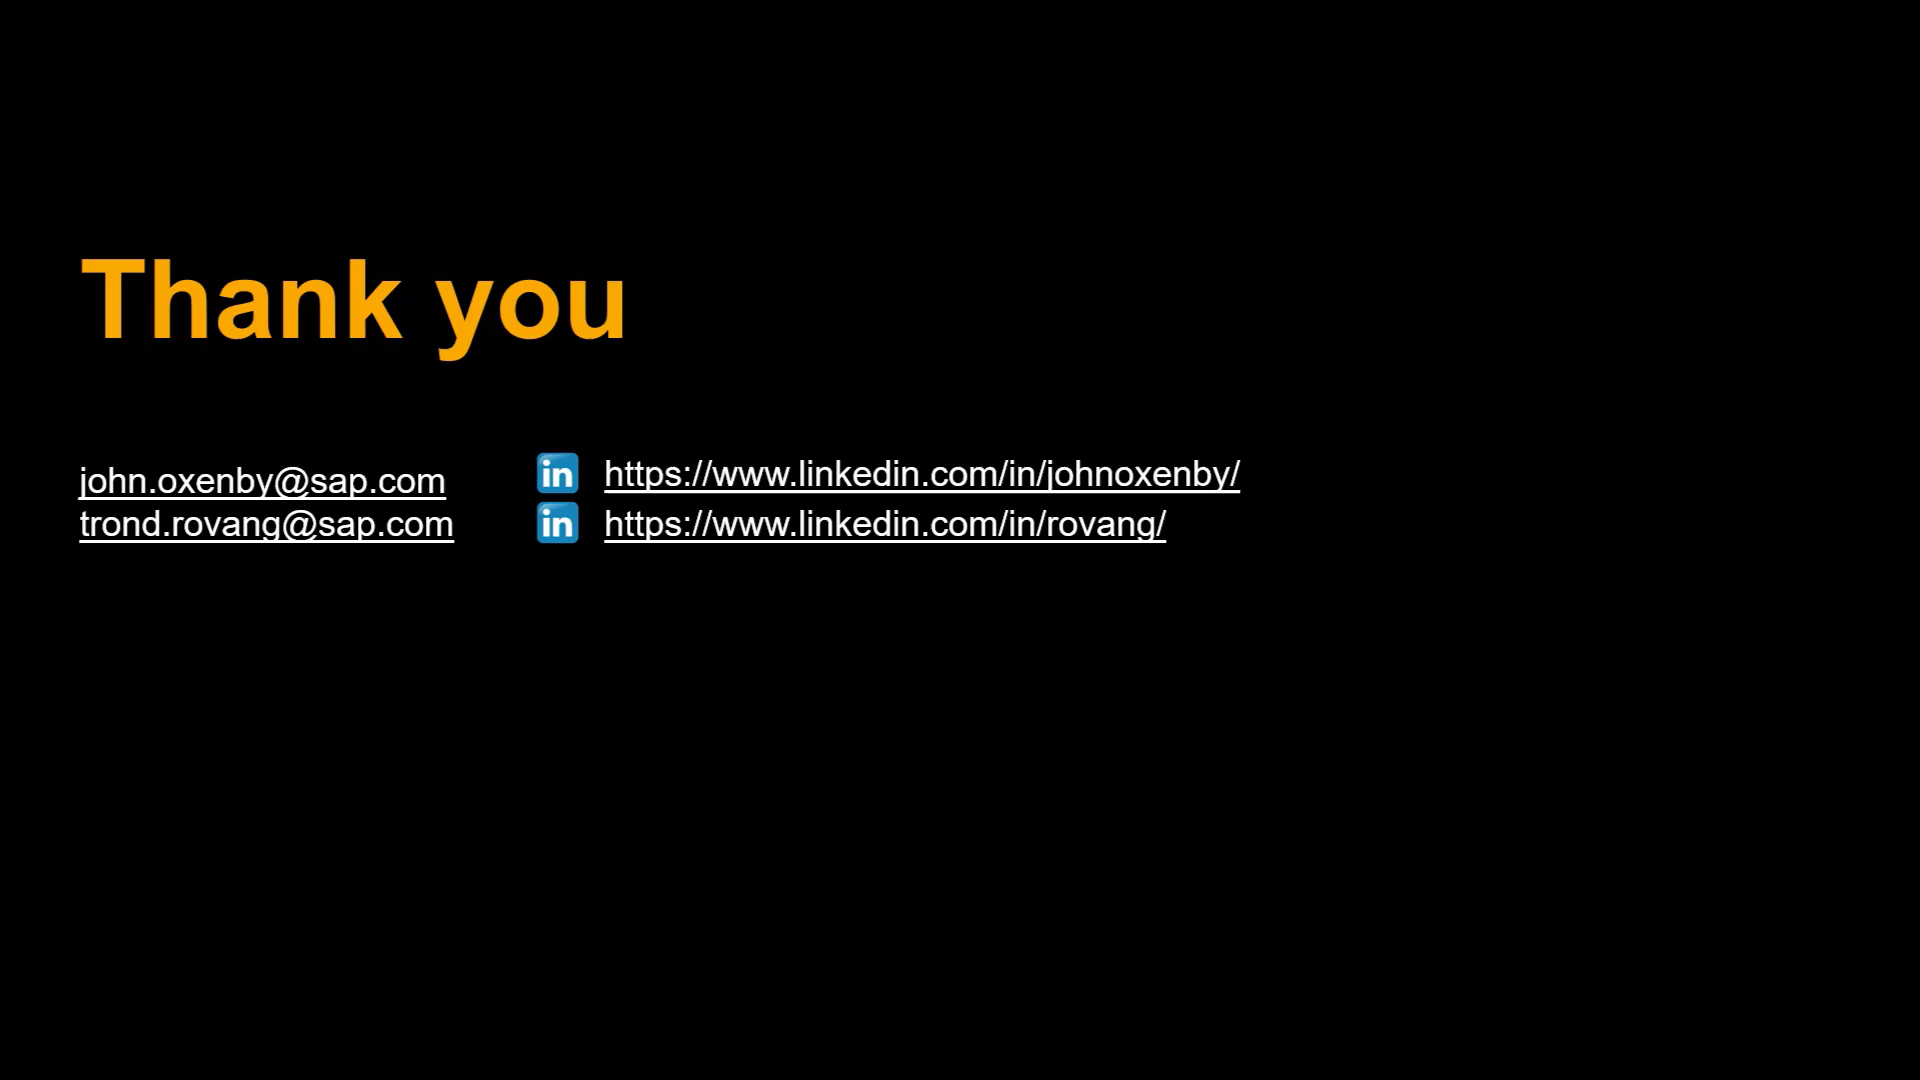 Thank you
john.oxenby@sap.com
trond.rovang@sap.com
in https://www.linkedin.com/in/johnoxenby/
in https://www.linkedin.com/in/rovang/